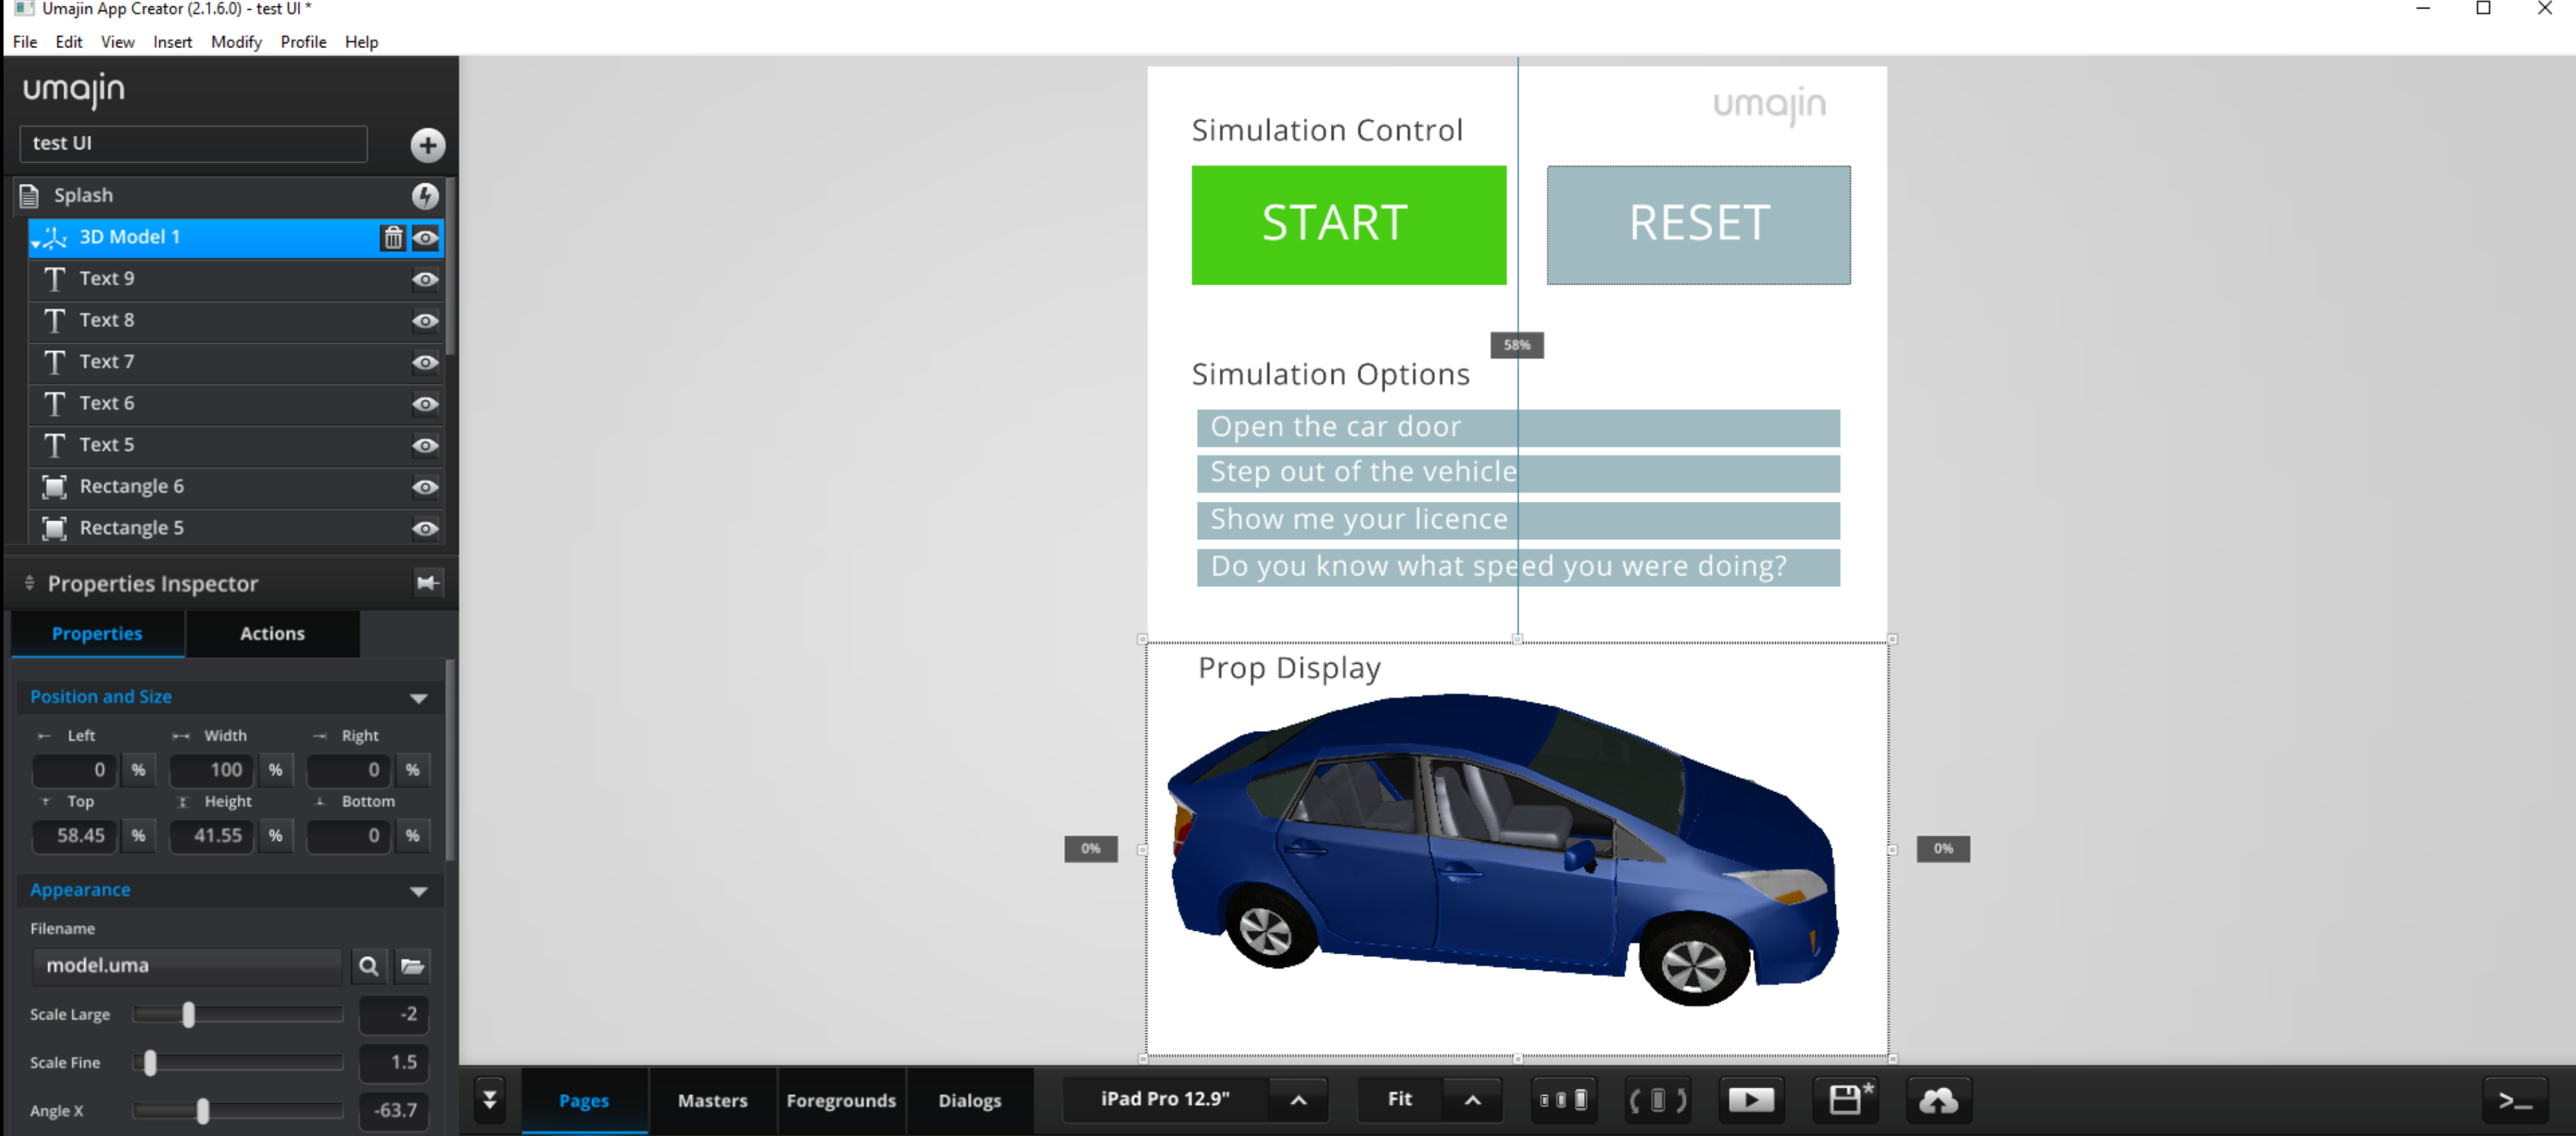 Umajin App Creator (2.1.6.0) - test UI *
File Edit View Insert Modify Profile Help
umajin
test UI
Splash
3D Model 1
Text 9
Text 8
Text 7
Text 6
Text 5
Rectangle 6
Rectangle 5
Properties Inspector
Properties Actions
Position and Size
Left Width Right
0 % 100 % 0 %
Top Height Bottom
58.45 % 41.55 % 0 %
Appearance
Filename
model.uma
Scale Large -2
Scale Fine 1.5
Angle X -63.7
umajin
Simulation Control
START RESET
58%
Simulation Options
Open the car door
Step out of the vehicle
Show me your licence
Do you know what speed you were doing?
Prop Display
0% 0%
Pages Masters Foregrounds Dialogs iPad Pro 12.9" Fit * >_